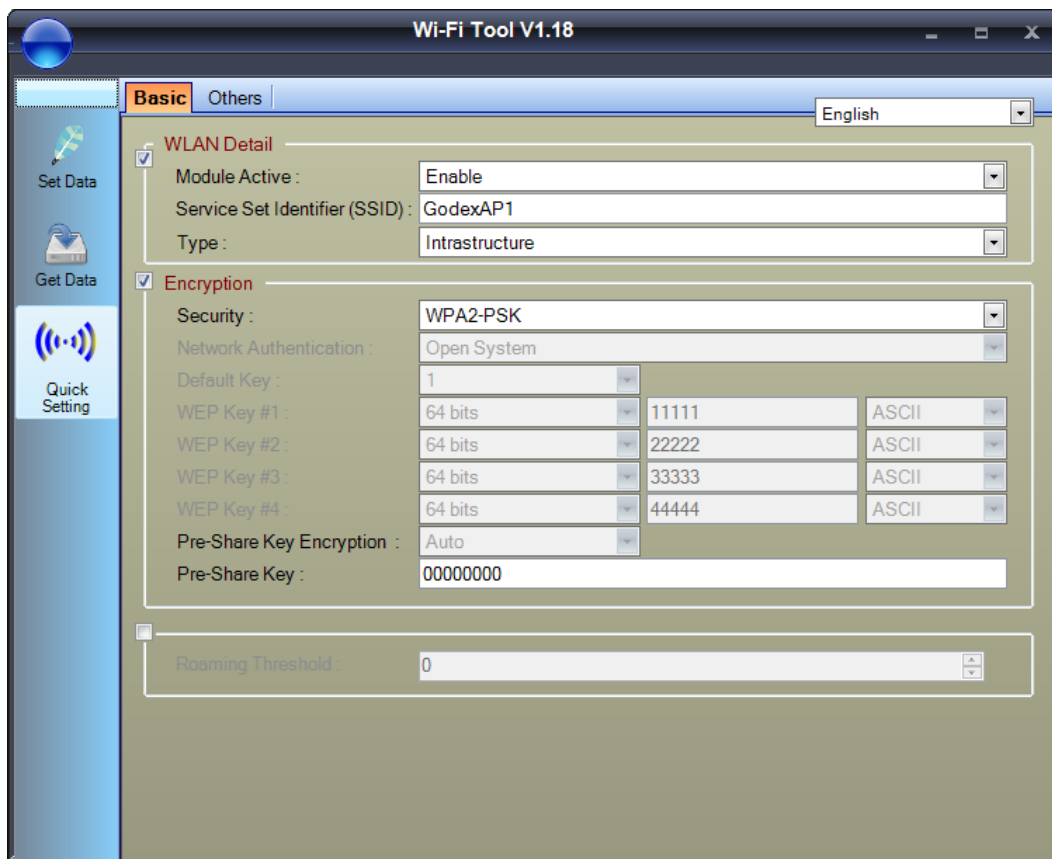 Wi-Fi Tool V1.18
Basic Others
English
Set Data
Get Data
Quick
Setting
WLAN Detail
Module Active : Enable
Service Set Identifier (SSID) : GodexAP1
Type : Intrastructure
Encryption
Security : WPA2-PSK
Network Authentication : Open System
Default Key : 1
WEP Key #1 : 64 bits 11111 ASCII
WEP Key #2 : 64 bits 22222 ASCII
WEP Key #3 : 64 bits 33333 ASCII
WEP Key #4 : 64 bits 44444 ASCII
Pre-Share Key Encryption : Auto
Pre-Share Key : 00000000
Roaming Threshold : 0